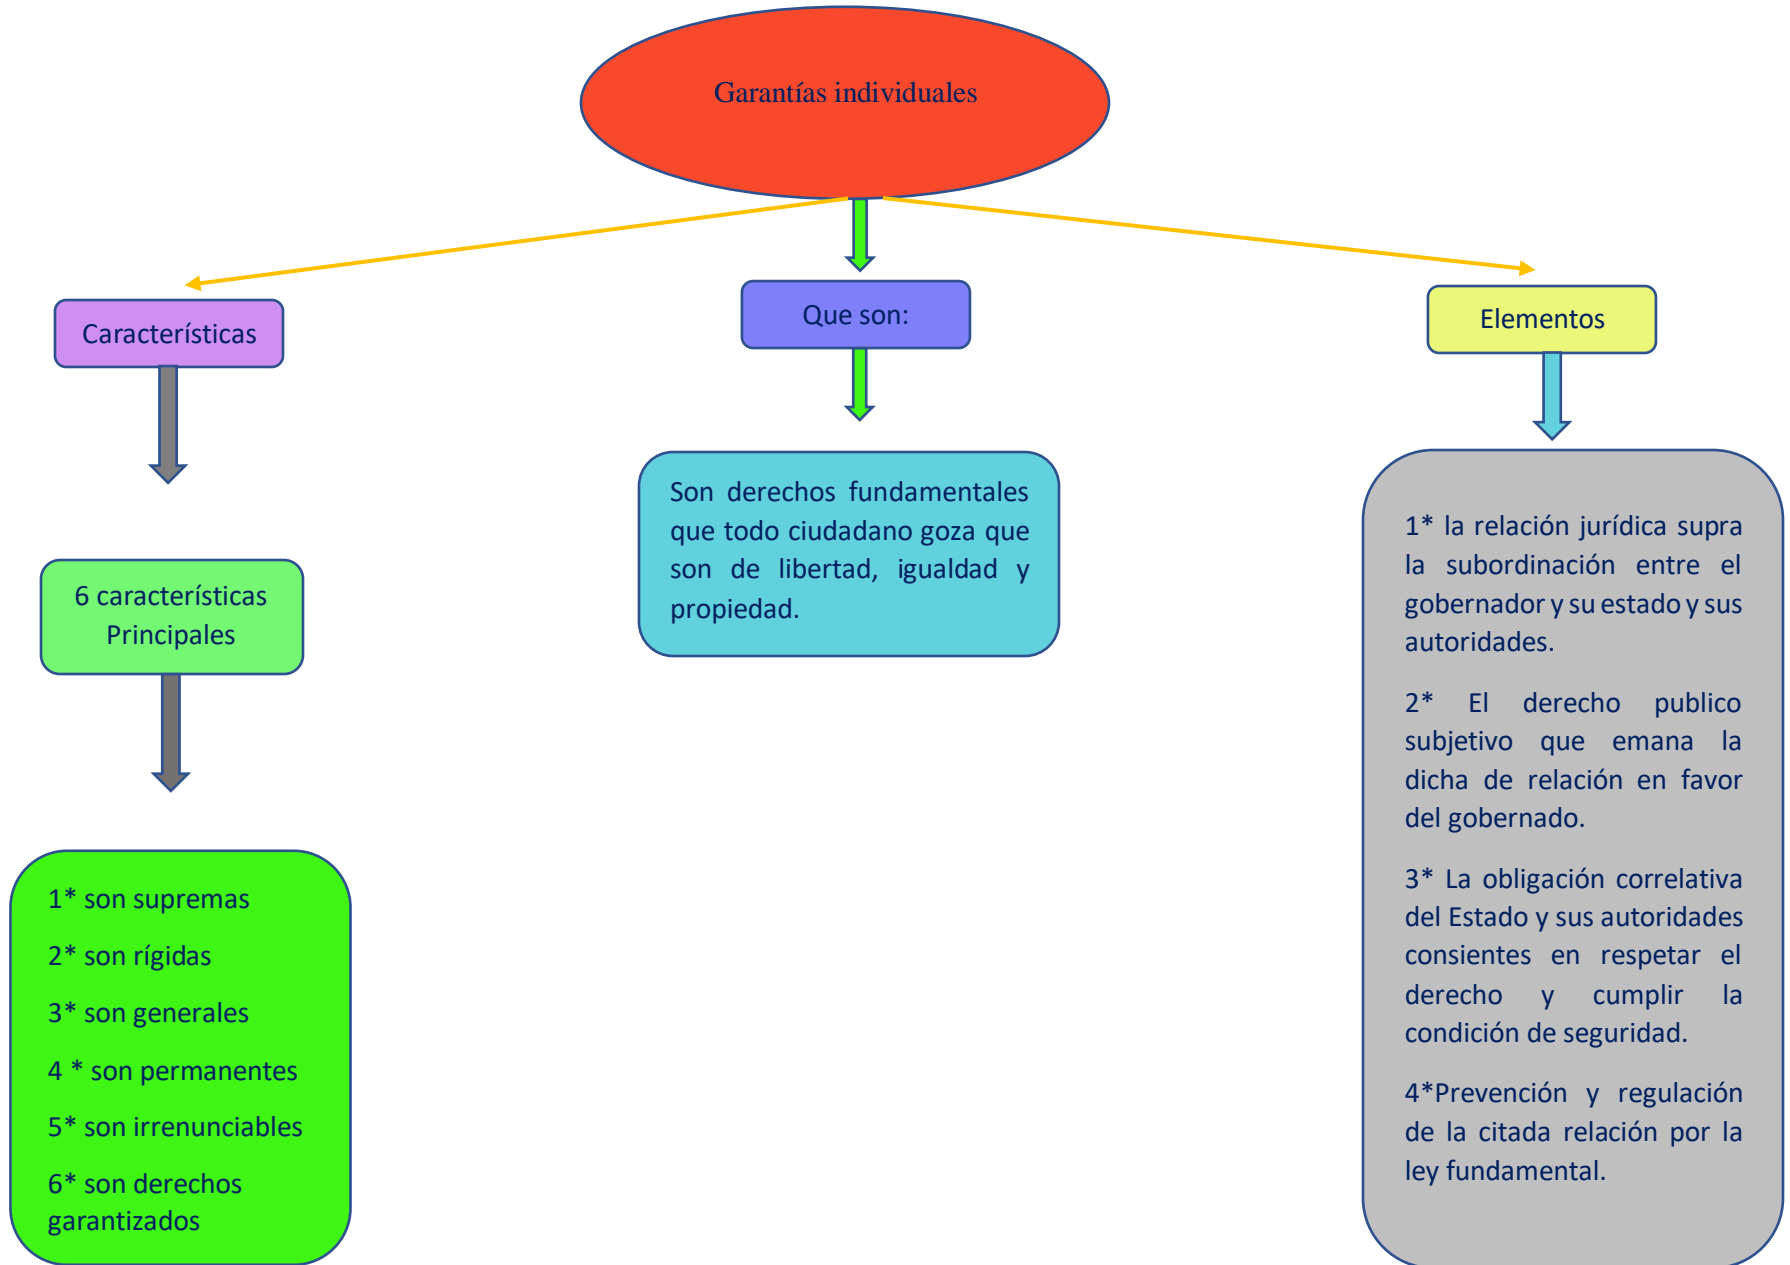 Garantías individuales
Características
Que son:
Elementos
6 características
Principales
1* son supremas
2* son rígidas
3* son generales
4 * son permanentes
5* son irrenunciables
6* son derechos
garantizados
Son derechos fundamentales
que todo ciudadano goza que
son de libertad, igualdad y
propiedad.
1* la relación jurídica supra
la subordinación entre el
gobernador y su estado y sus
autoridades.
2* El derecho publico
subjetivo que emana la
dicha de relación en favor
del gobernado.
3* La obligación correlativa
del Estado y sus autoridades
consientes en respetar el
derecho y cumplir la
condición de seguridad.
4*Prevención y regulación
de la citada relación por la
ley fundamental.